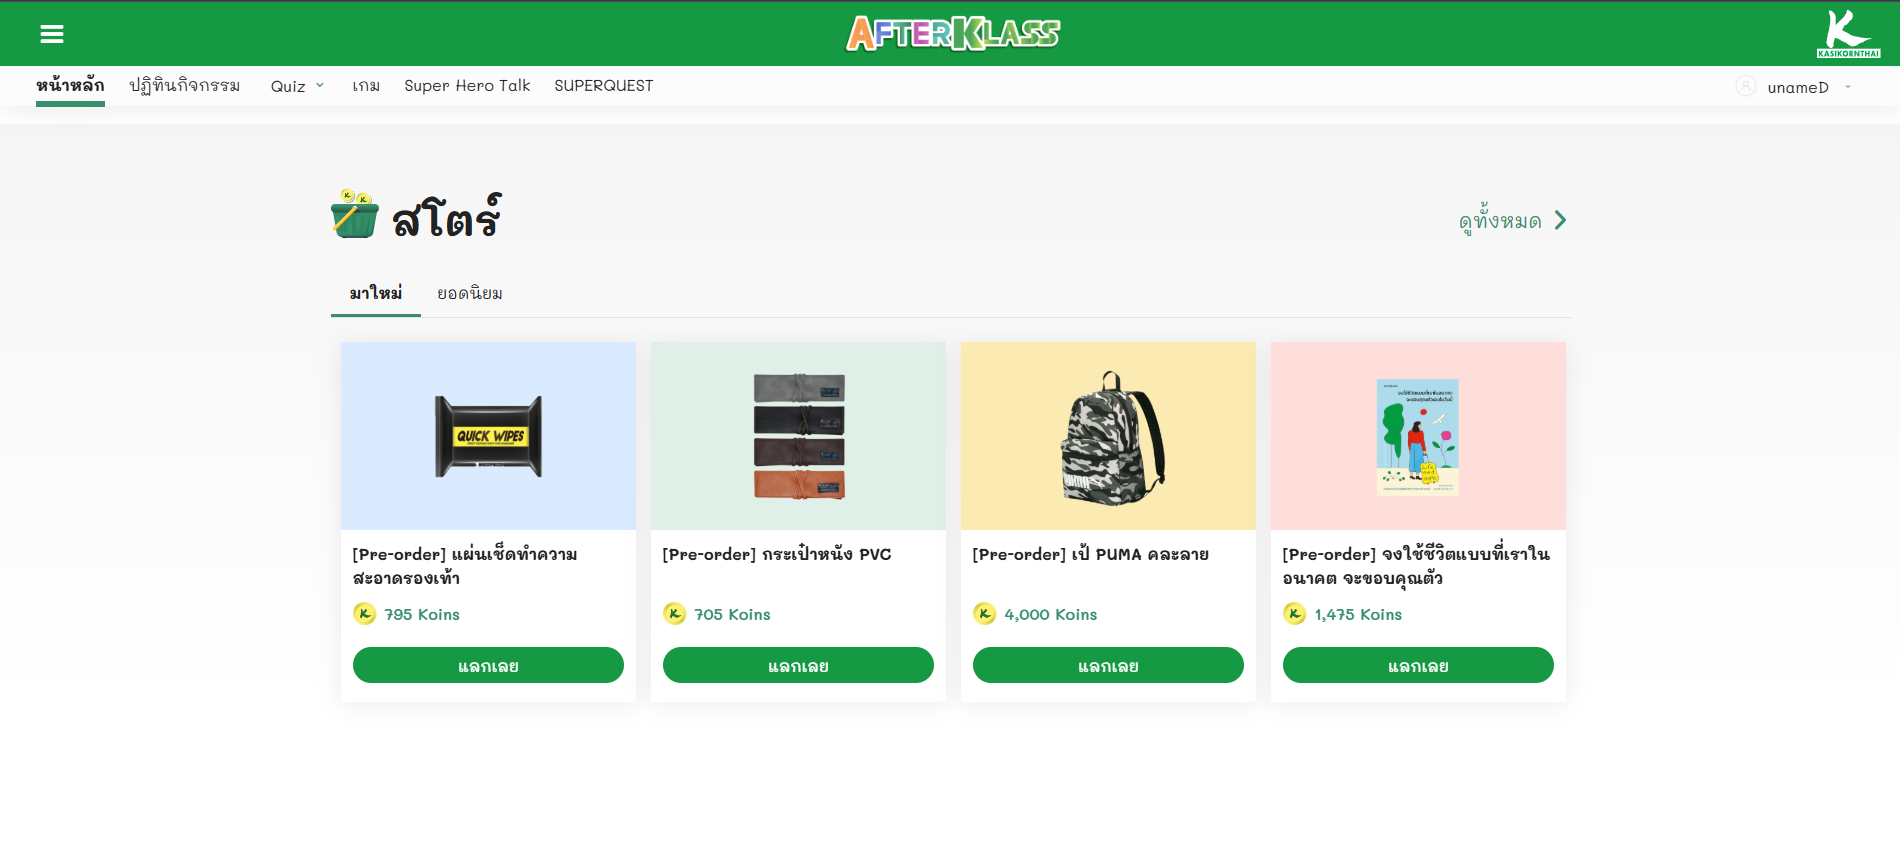 AFTERKLASS
KASIKORNTHAI
หน้าหลัก ปฏิทินกิจกรรม Quiz เกม Super Hero Talk SUPERQUEST unameD
สโตร์
ดูทั้งหมด
มาใหม่ ยอดนิยม
QUICK WIPES
PUMA
[Pre-order] แผ่นเช็ดทำความ
สะอาดรองเท้า
795 Koins
แลกเลย
[Pre-order] กระเป๋าหนัง PVC
705 Koins
แลกเลย
[Pre-order] เป้ PUMA คละลาย
4,000 Koins
แลกเลย
[Pre-order] จงใช้ชีวิตแบบที่เราใน
อนาคต จะขอบคุณตัว
1,475 Koins
แลกเลย